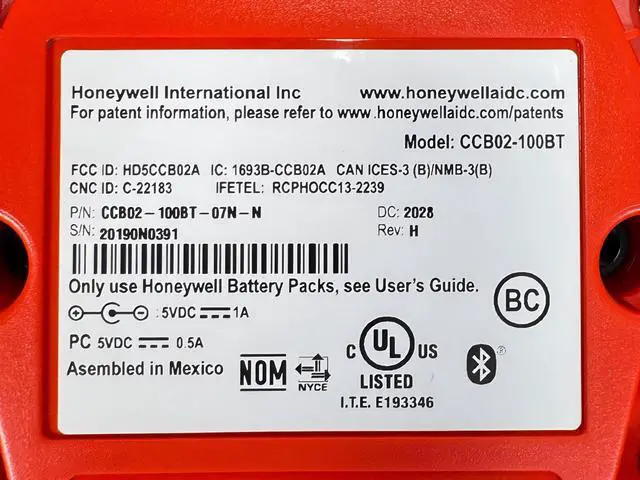 Honeywell International Inc www.honeywellaidc.com
For patent information, please refer to www.honeywellaidc.com/patents
Model: CCB02-100BT
FCC ID: HD5CCB02A IC: 1693B-CCB02A CAN ICES-3 (B)/NMB-3(B)
CNC ID: C-22183 IFETEL: RCPHOCC13-2239
P/N: CCB02-100BT-07N-N DC: 2028
S/N: 20190N0391 Rev: H
Only use Honeywell Battery Packs, see User's Guide.
BC
: 5VDC 1A
PC 5VDC 0.5A
Asembled in Mexico
NOM
NYCE
C UL US
LISTED
I.T.E. E193346
®